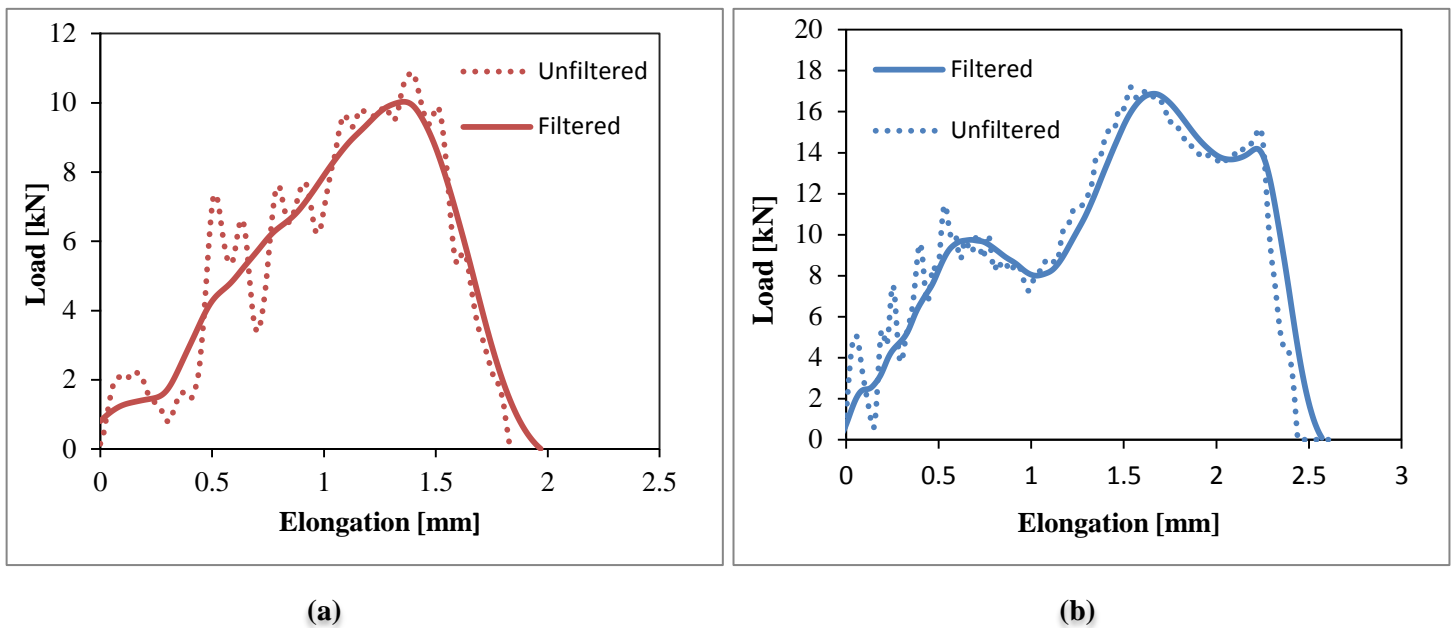 12
10
8
6
4
2
0
Load [kN]
0 0.5 1 1.5 2 2.5
Elongation [mm]
Unfiltered
Filtered
(a)
20
18
16
14
12
10
8
6
4
2
0
Load [kN]
0 0.5 1 1.5 2 2.5 3
Elongation [mm]
Filtered
Unfiltered
(b)